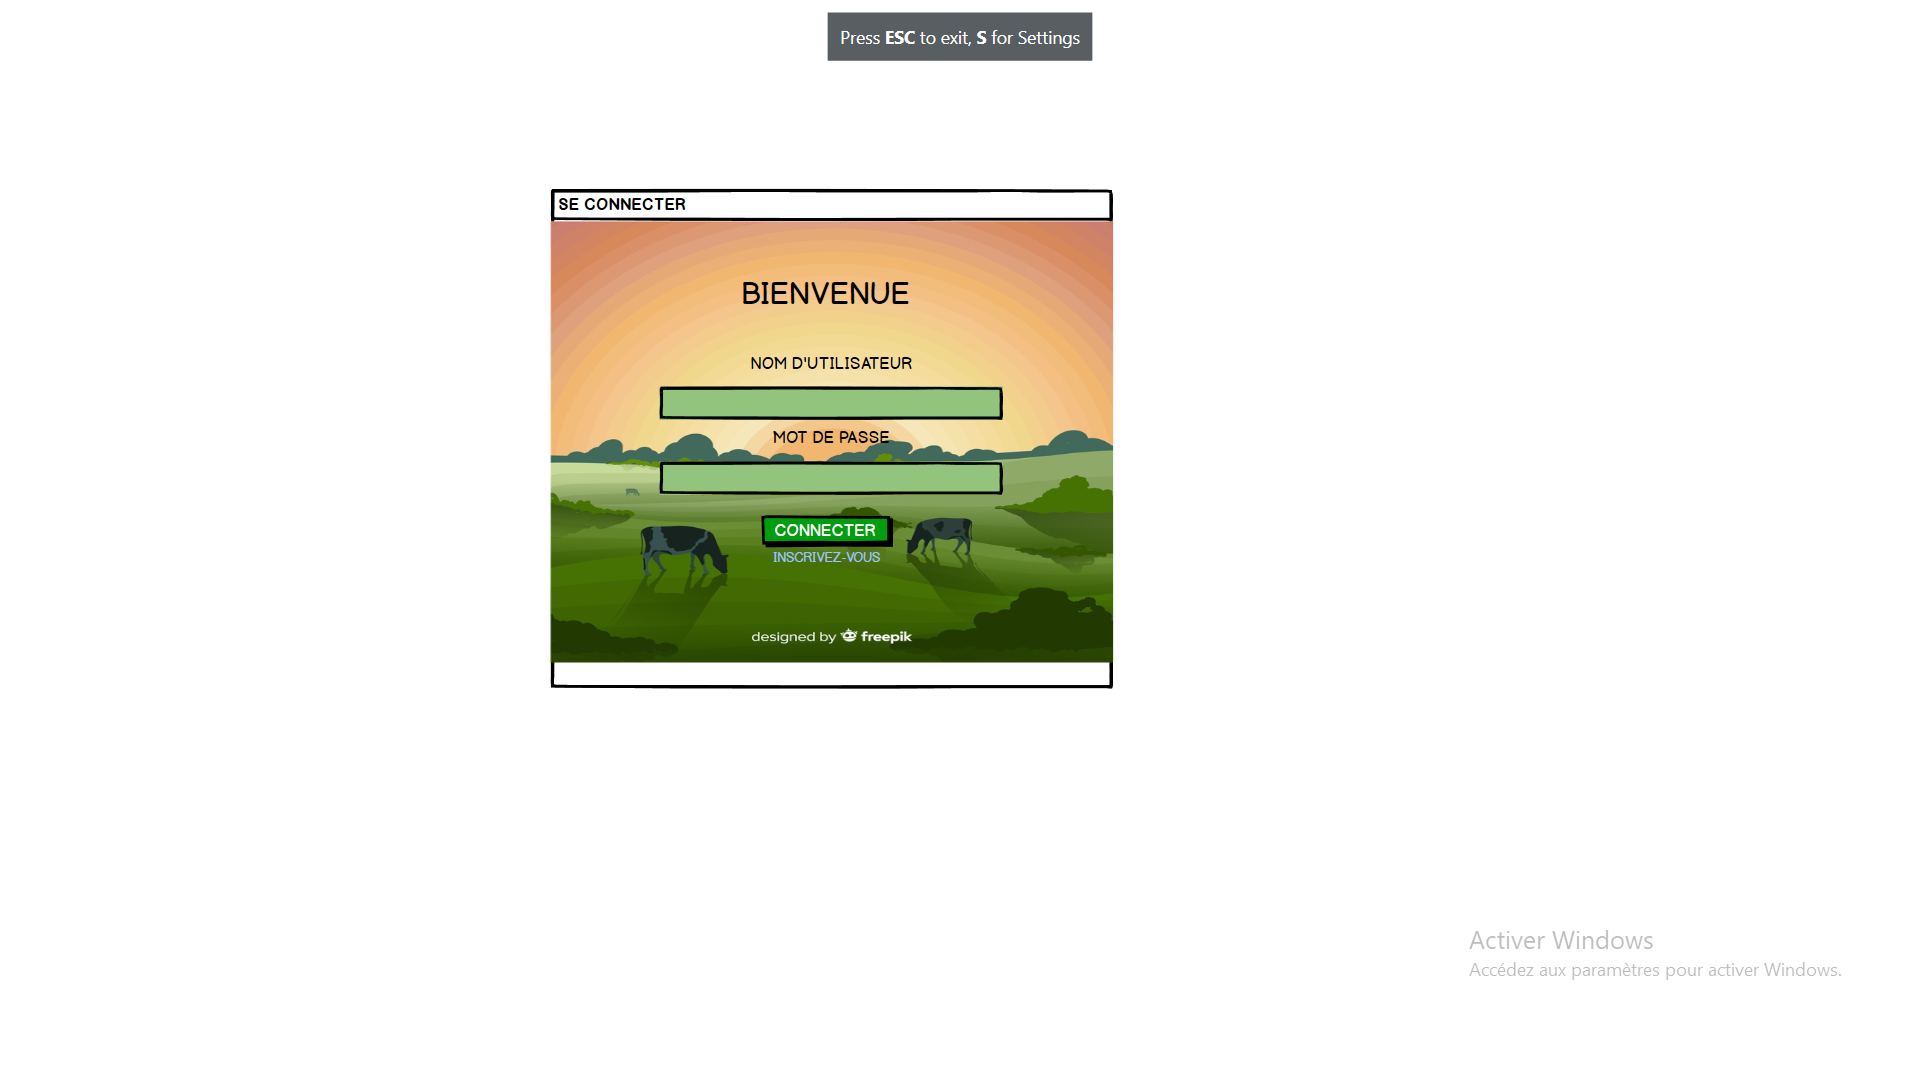 Press ESC to exit, S for Settings
SE CONNECTER
BIENVENUE
NOM D'UTILISATEUR
MOT DE PASSE
CONNECTER
INSCRIVEZ-VOUS
designed by freepik
Activer Windows
Accédez aux paramètres pour activer Windows.